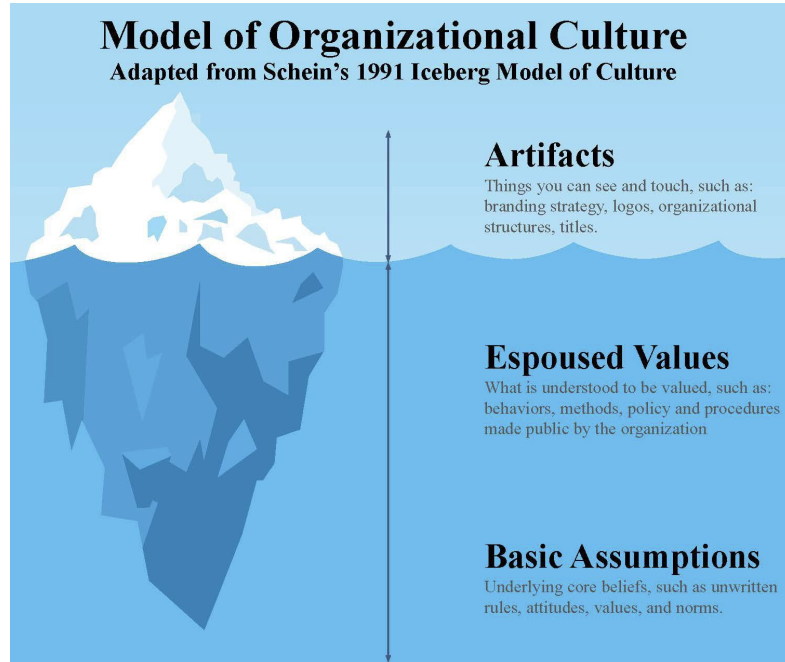 Model of Organizational Culture
Adapted from Schein's 1991 Iceberg Model of Culture
Artifacts
Things you can see and touch, such as:
branding strategy, logos, organizational
structures, titles.
Espoused Values
What is understood to be valued, such as:
behaviors, methods, policy and procedures
made public by the organization
Basic Assumptions
Underlying core beliefs, such as unwritten
rules, attitudes, values, and norms.